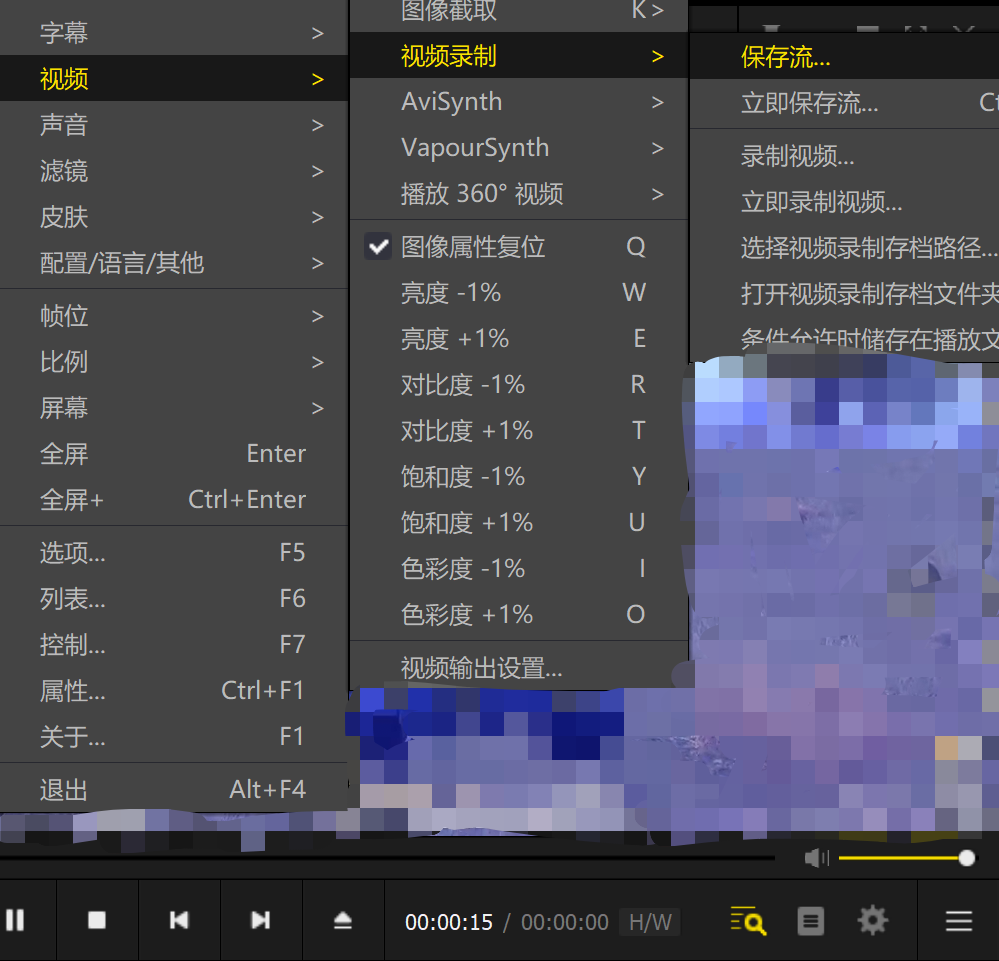 字幕 >
视频 >
声音 >
滤镜 >
皮肤 >
配置/语言/其他 >
帧位 >
比例 >
屏幕 >
全屏 Enter
全屏+ Ctrl+Enter
选项... F5
列表... F6
控制... F7
属性... Ctrl+F1
关于... F1
退出 Alt+F4
图像截取 K >
视频录制 >
AviSynth >
VapourSynth >
播放 360° 视频 >
图像属性复位 Q
亮度 -1% W
亮度 +1% E
对比度 -1% R
对比度 +1% T
饱和度 -1% Y
饱和度 +1% U
色彩度 -1% I
色彩度 +1% O
视频输出设置...
保存流...
立即保存流... Ct
录制视频...
立即录制视频...
选择视频录制存档路径...
打开视频录制存档文件夹
条件允许时储存在播放文
00:00:15 / 00:00:00 H/W